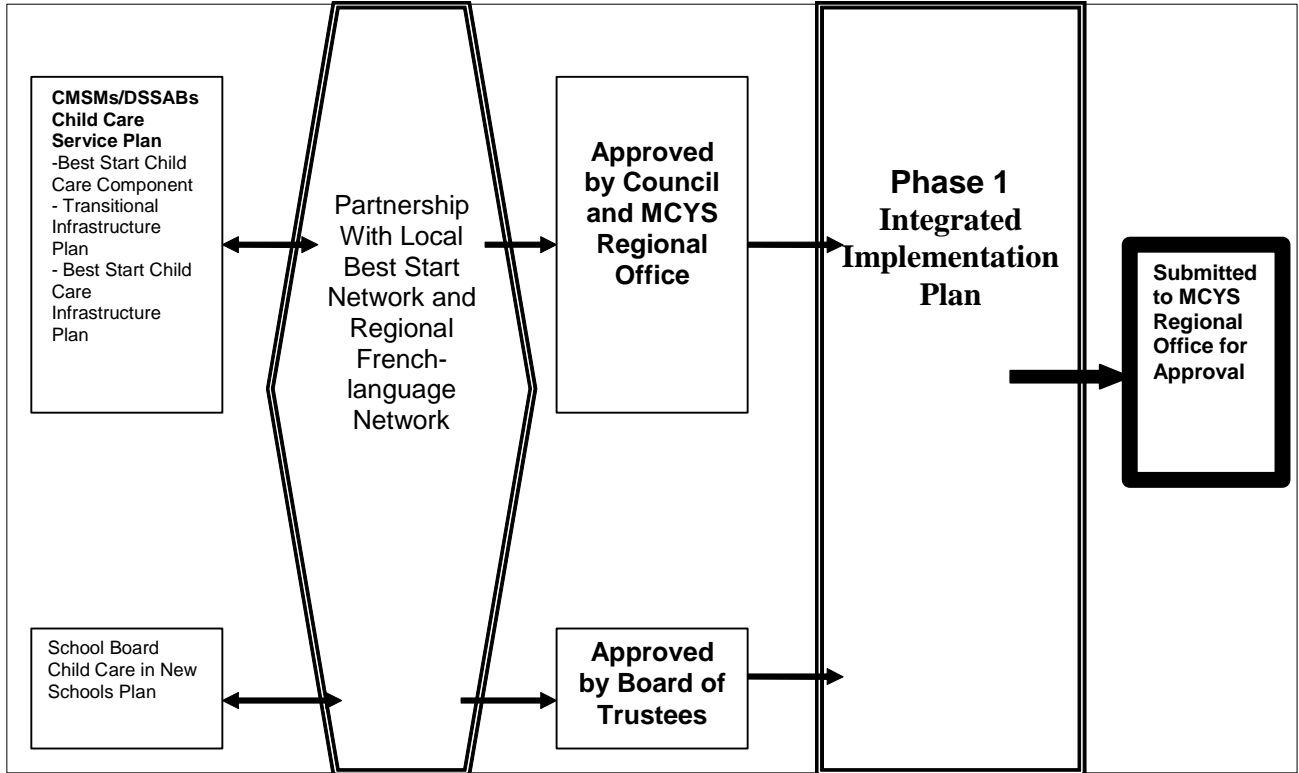 CMSMs/DSSABs
Child Care
Service Plan
-Best Start Child
Care Component
- Transitional
Infrastructure
Plan
- Best Start Child
Care
Infrastructure
Plan
Partnership
With Local
Best Start
Network and
Regional
French-
language
Network
Approved
by Council
and MCYS
Regional
Office
Phase 1
Integrated
Implementation
Plan
Submitted
to MCYS
Regional
Office for
Approval
School Board
Child Care in New
Schools Plan
Approved
by Board of
Trustees